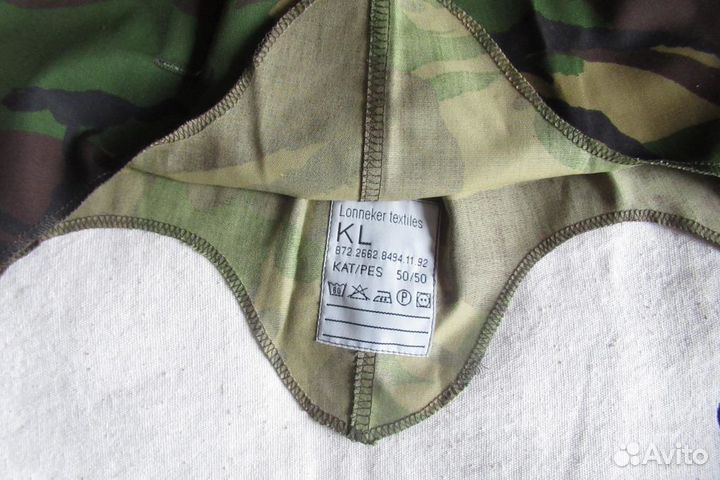 Lonneker textiles
KL
872.2662.8494.11.92
KAT/PES 50/50
P
Avito